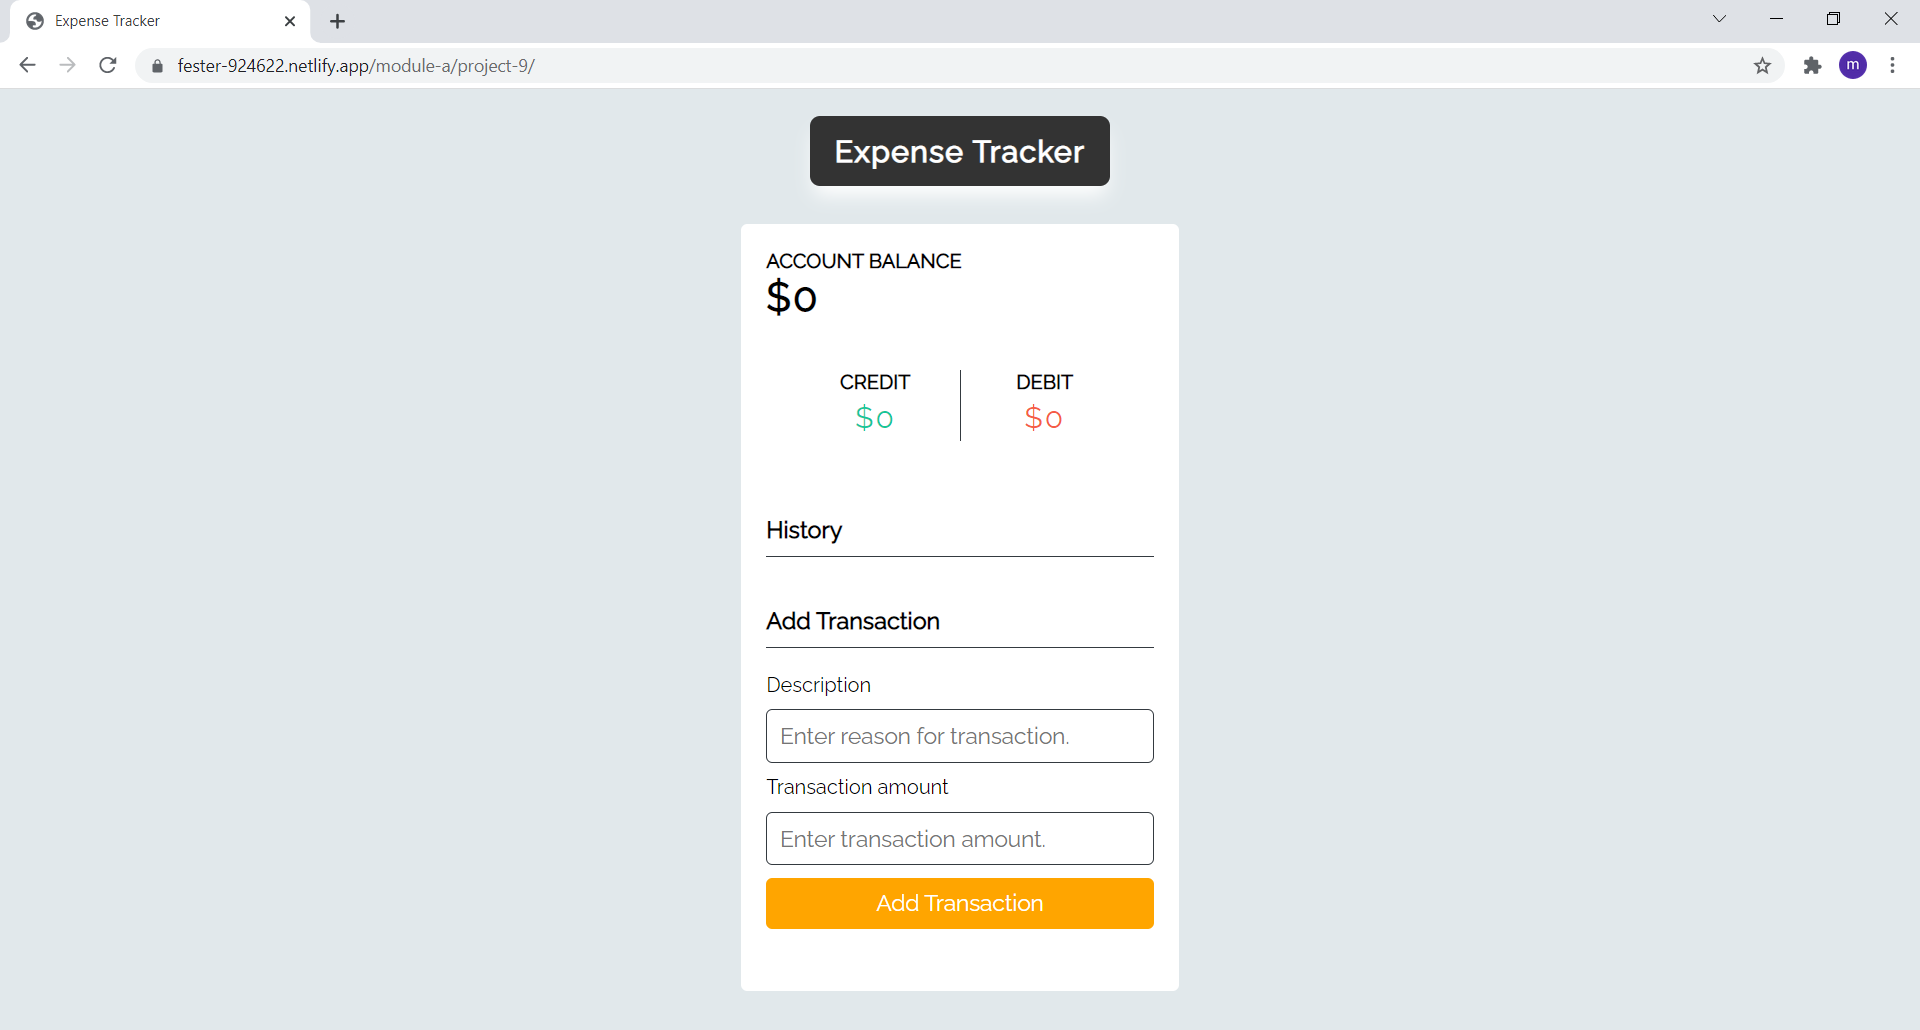 Expense Tracker
fester-924622.netlify.app/module-a/project-9/
m
Expense Tracker
ACCOUNT BALANCE
$0
CREDIT
$0
DEBIT
$0
History
Add Transaction
Description
Enter reason for transaction.
Transaction amount
Enter transaction amount.
Add Transaction